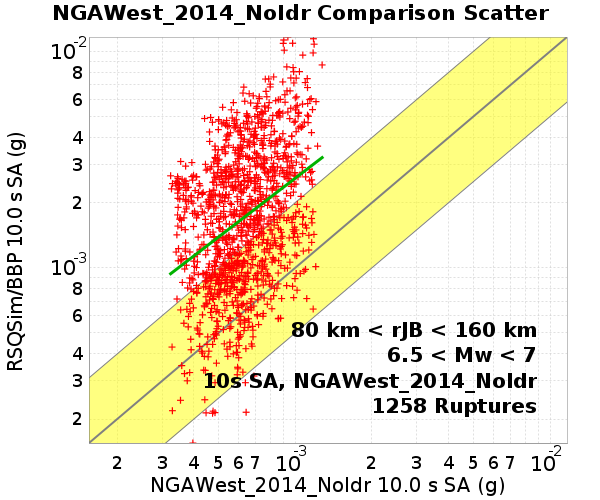 NGAWest_2014_NoIdr Comparison Scatter
RSQSim/BBP 10.0 s SA (g)
10-2
8
6
4
3
2
10-3
8
6
4
3
2
80 km < rJB < 160 km
6.5 < Mw < 7
10s SA, NGAWest_2014_NoIdr
1258 Ruptures
2 3 4 5 6 7 10-3 2 3 4 5 6 7 10-2
NGAWest_2014_NoIdr 10.0 s SA (g)